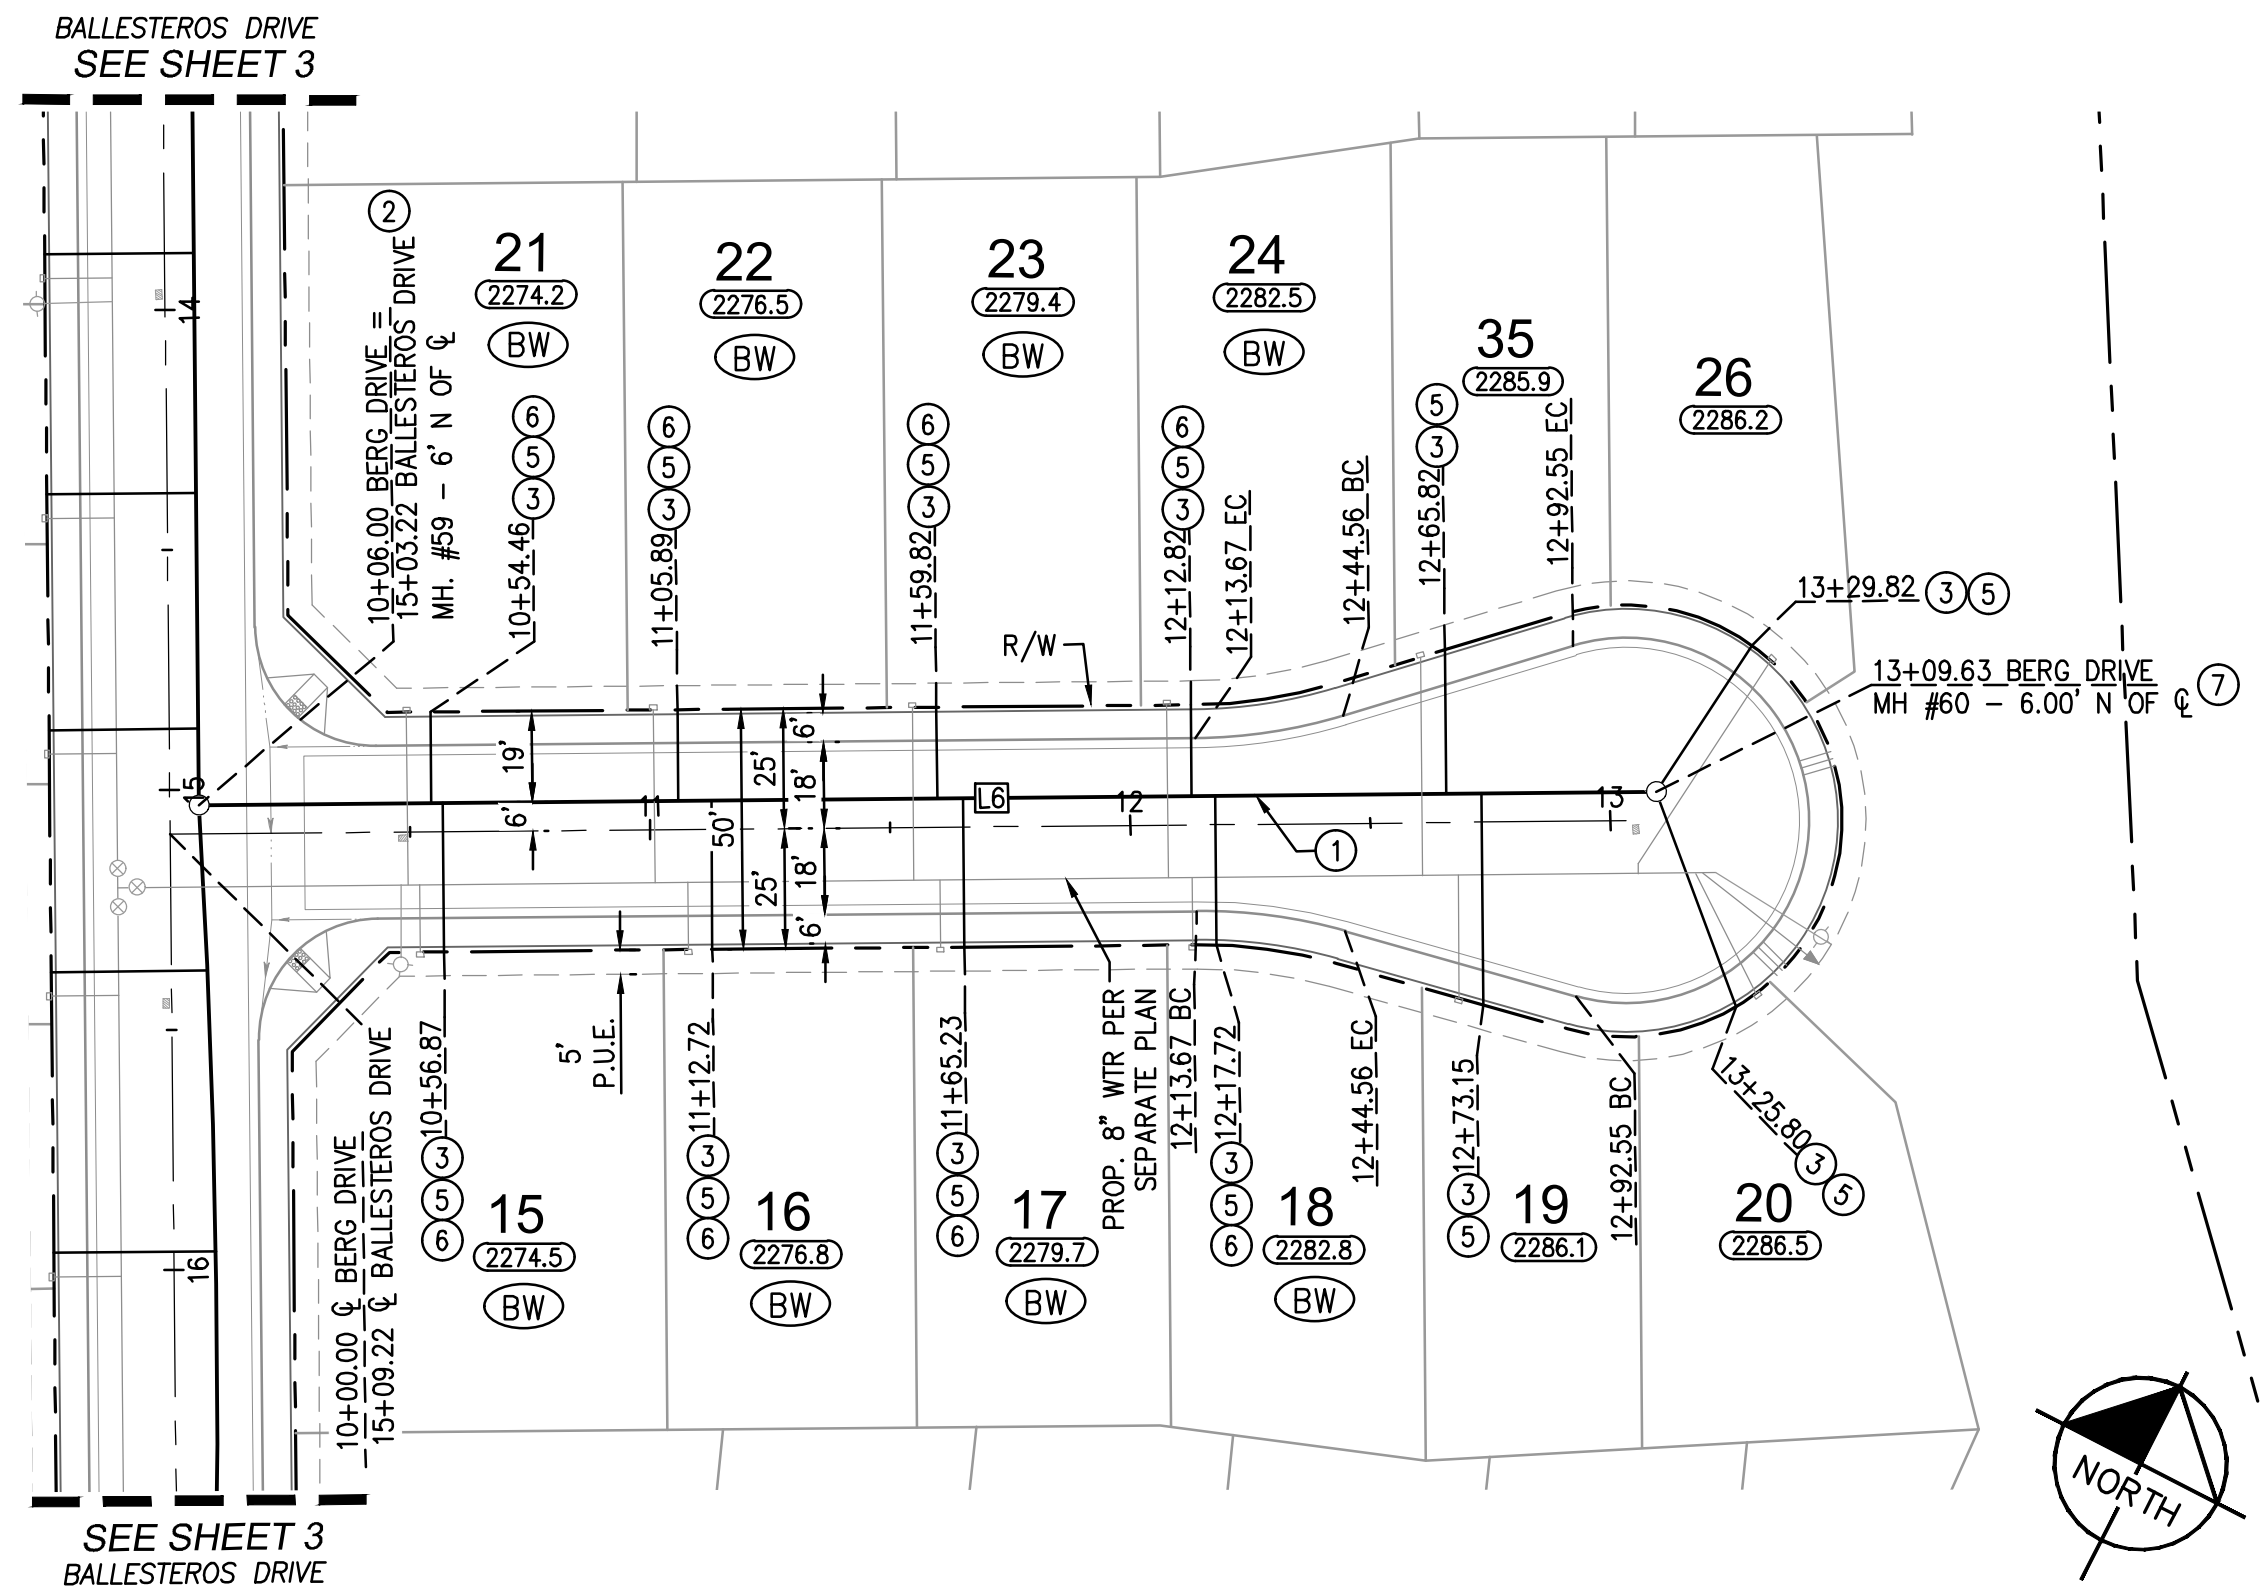 BALLESTEROS DRIVE
SEE SHEET 3
2
10+06.00 BERG DRIVE =
15+03.22 BALLESTEROS DRIVE
MH. #59 - 6' N OF ℄
21
2274.2
BW
6
5
3
10+54.46
22
2276.5
BW
6
5
3
11+05.89
23
2279.4
BW
6
5
3
11+59.82
24
2282.5
BW
6
5
3
12+12.82
12+13.67 EC
12+44.56 BC
35
2285.9
5
3
12+65.82
12+92.55 EC
26
2286.2
13+29.82 3 5
13+09.63 BERG DRIVE
MH #60 - 6.00' N OF ℄
7
R/W
14
15
16
19'
6'
11
50'
25'
25'
6'
18'
18'
6'
L6
12
13
1
5'
P.U.E.
PROP. 8" WTR PER
SEPARATE PLAN
10+00.00 ℄ BERG DRIVE
15+09.22 ℄ BALLESTEROS DRIVE
10+56.87
3
5
6
15
2274.5
BW
11+12.72
3
5
6
16
2276.8
BW
11+65.23
3
5
6
17
2279.7
BW
12+13.67 BC
12+17.72
3
5
6
18
2282.8
BW
12+44.56 EC
12+73.15
3
5
19
2286.1
12+92.55 BC
13+25.80
3
5
20
2286.5
NORTH
SEE SHEET 3
BALLESTEROS DRIVE